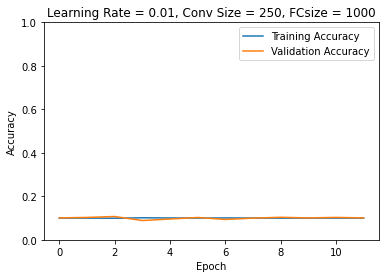 Learning Rate = 0.01, Conv Size = 250, FCsize = 1000
1.0
0.8
0.6
0.4
0.2
0.0
Accuracy
Training Accuracy
Validation Accuracy
0 2 4 6 8 10
Epoch